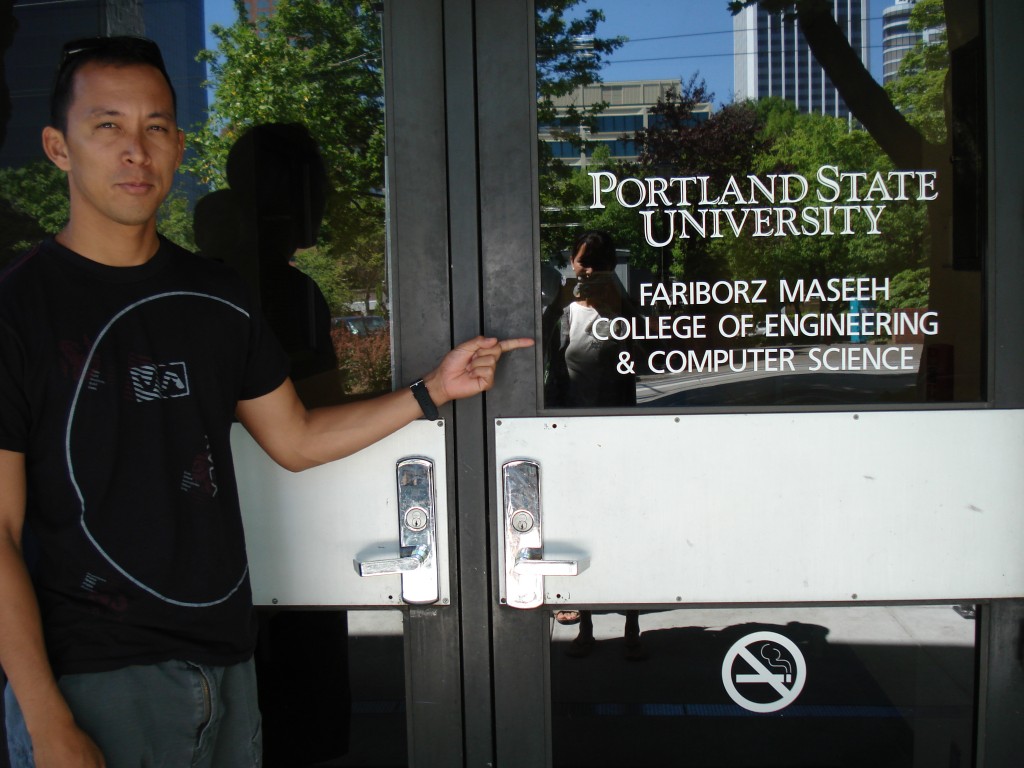 PORTLAND STATE
UNIVERSITY
FARIBORZ MASEEH
COLLEGE OF ENGINEERING
& COMPUTER SCIENCE